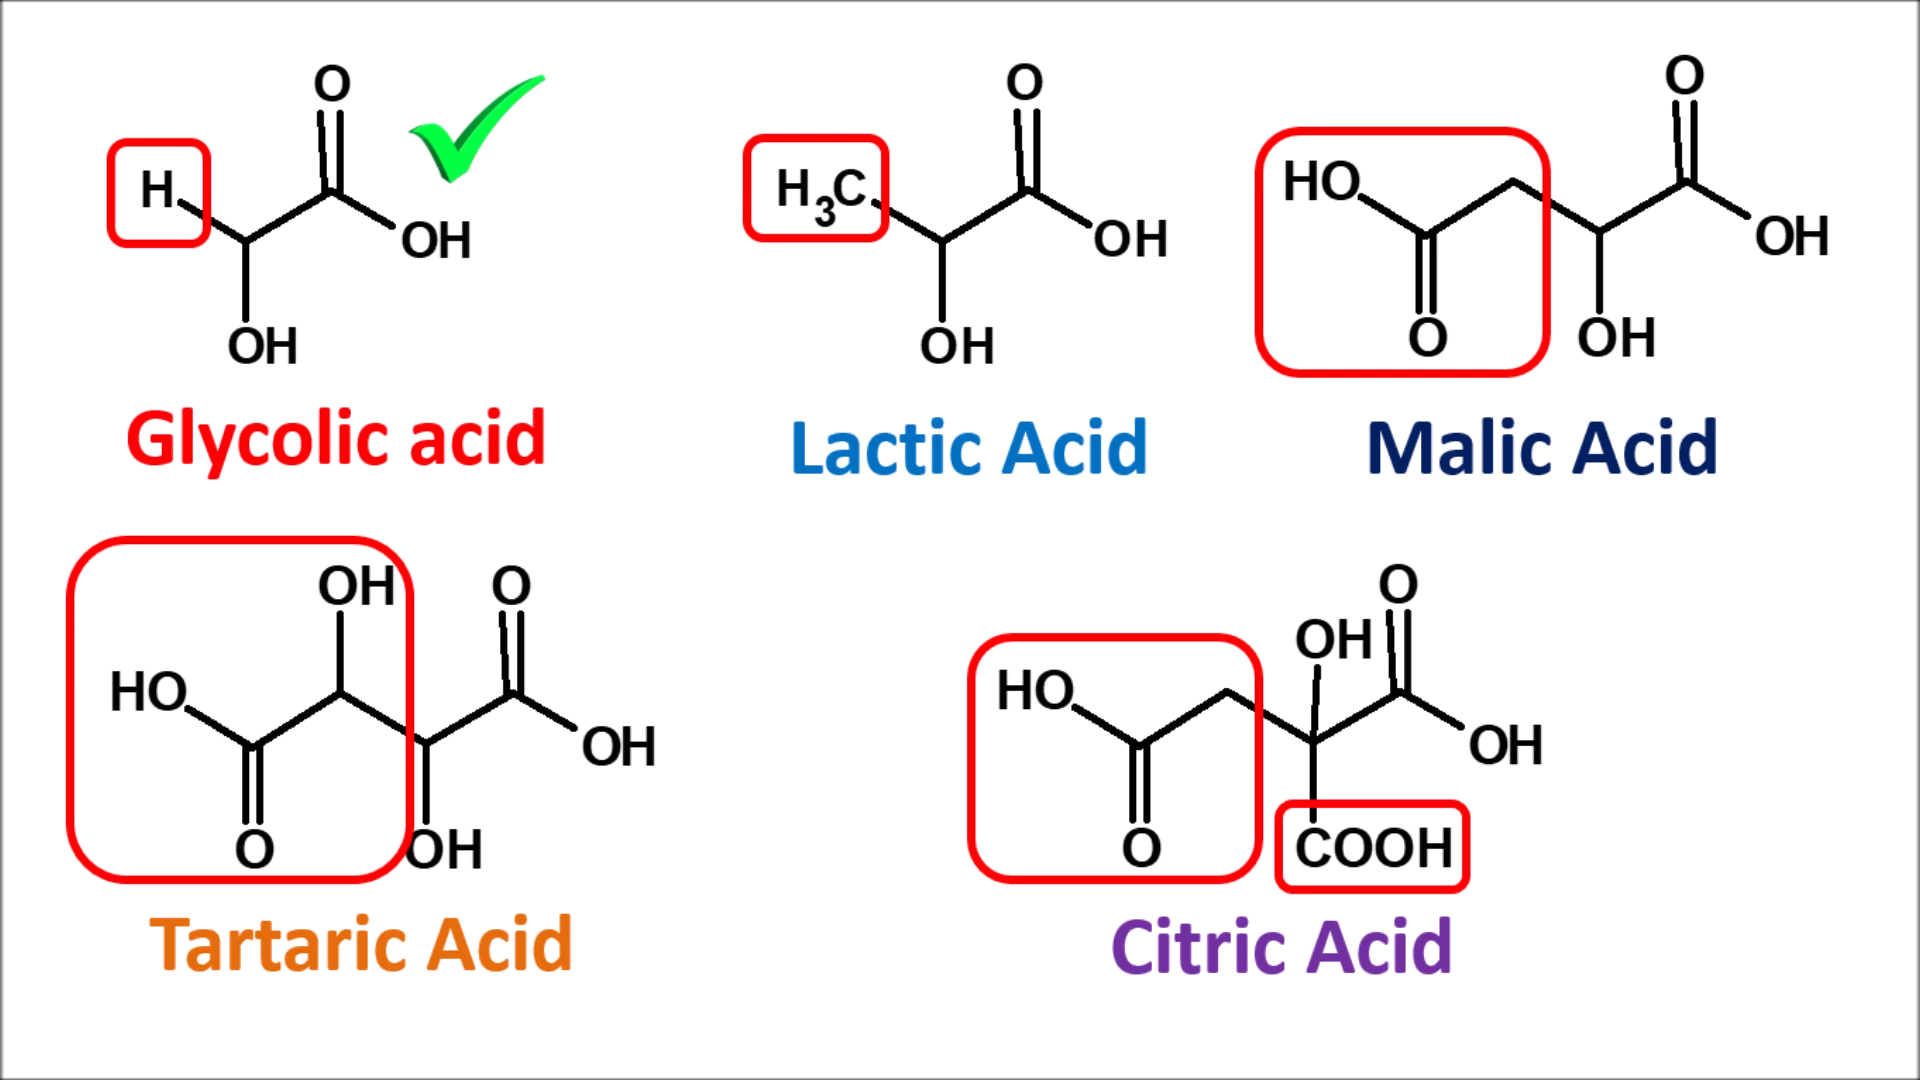 O
H
OH
OH
Glycolic acid
O
H3C
OH
OH
Lactic Acid
O
HO
OH
O
OH
Malic Acid
OH
O
HO
OH
O
OH
Tartaric Acid
O
OH
HO
OH
O
COOH
Citric Acid